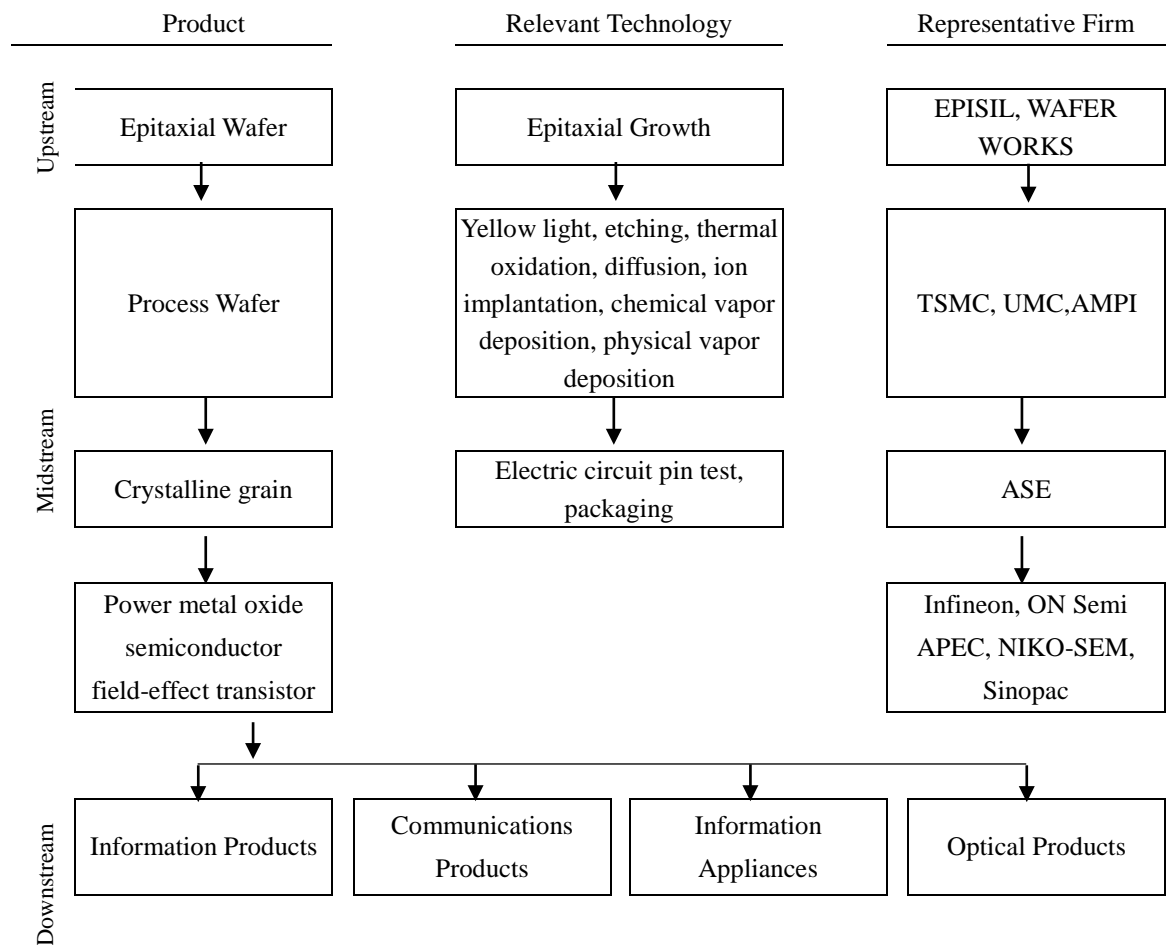 Product
Relevant Technology
Representative Firm
Upstream
Epitaxial Wafer
Epitaxial Growth
EPISIL, WAFER
WORKS
Process Wafer
Yellow light, etching, thermal
oxidation, diffusion, ion
implantation, chemical vapor
deposition, physical vapor
deposition
TSMC, UMC,AMPI
Midstream
Crystalline grain
Electric circuit pin test,
packaging
ASE
Power metal oxide
semiconductor
field-effect transistor
Infineon, ON Semi
APEC, NIKO-SEM,
Sinopac
Downstream
Information Products
Communications
Products
Information
Appliances
Optical Products